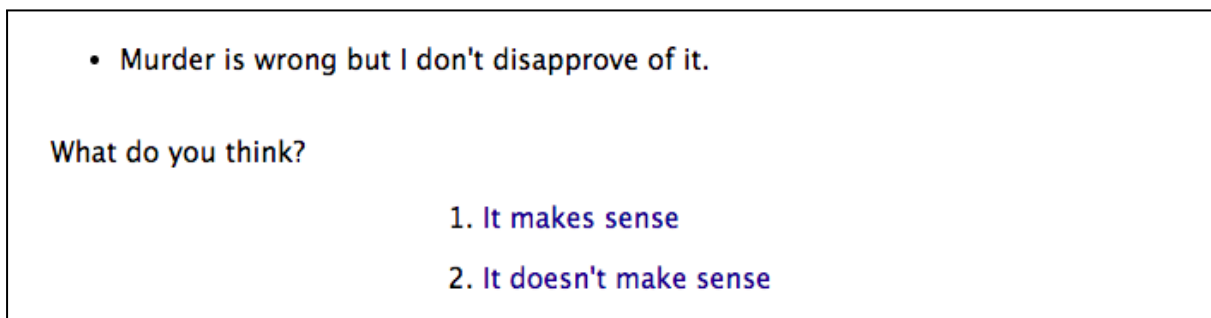 • Murder is wrong but I don't disapprove of it.
What do you think?
1. It makes sense
2. It doesn't make sense